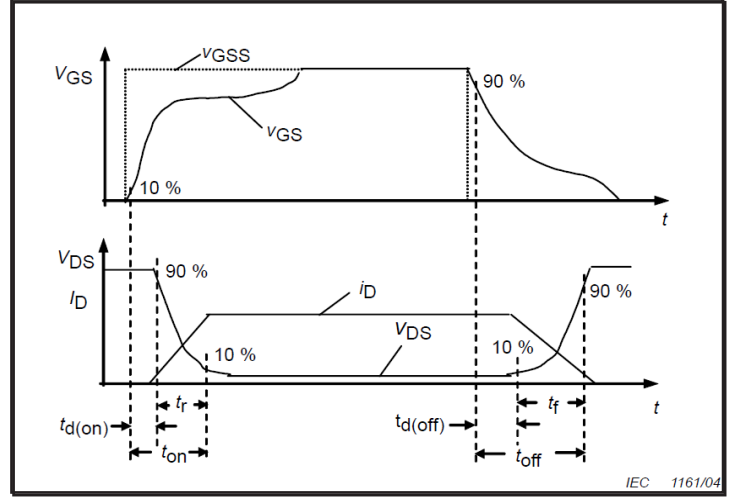 vGSS
VGS
90 %
vGS
10 %
t
VDS
90 %
ID
iD
90 %
VDS
10 %
10 %
tr
tf
t
td(on)
td(off)
ton
toff
IEC 1161/04